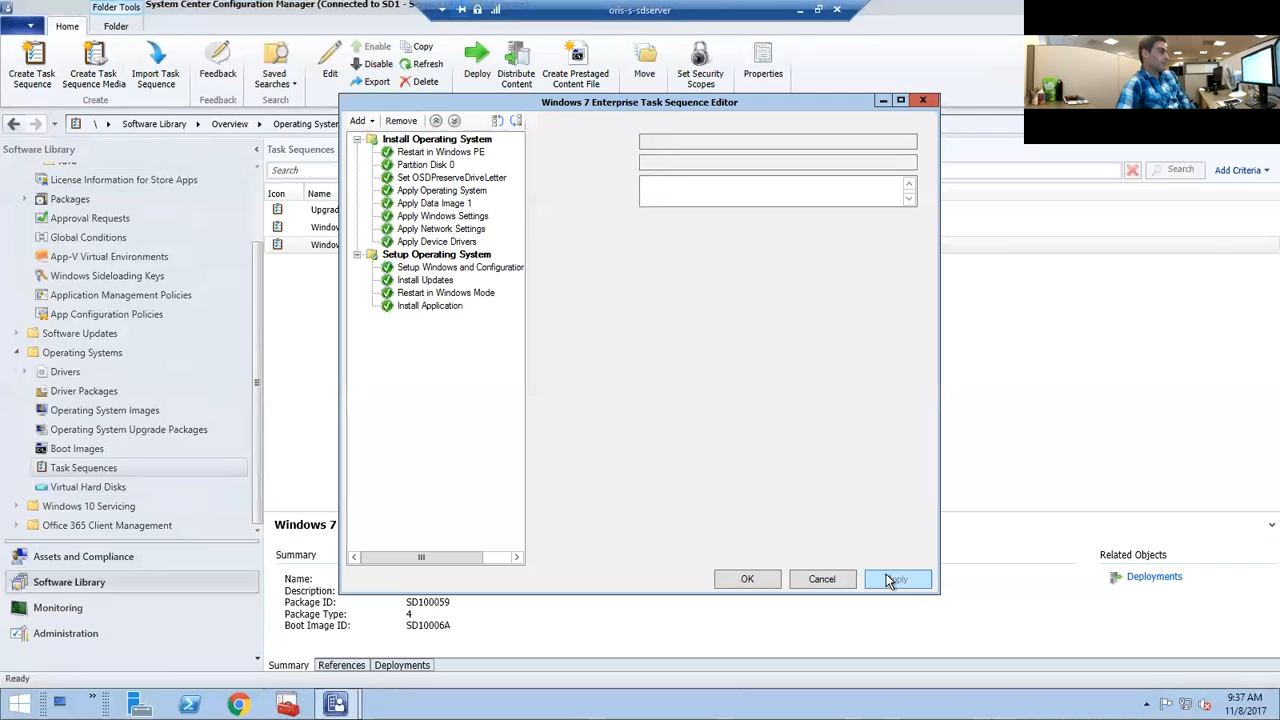 Folder Tools
System Center Configuration Manager (Connected to SD1 - S
oris-s-sdserver
Home
Folder
Create Task Sequence
Create Task Sequence Media
Import Task Sequence
Create
Feedback
Feedback
Saved Searches
Search
Edit
Enable
Disable
Export
Copy
Refresh
Delete
Deploy
Distribute Content
Create Prestaged Content File
Move
Set Security Scopes
Properties
\ Software Library Overview Operating System
Software Library
License Information for Store Apps
Packages
Approval Requests
Global Conditions
App-V Virtual Environments
Windows Sideloading Keys
Application Management Policies
App Configuration Policies
Software Updates
Operating Systems
Drivers
Driver Packages
Operating System Images
Operating System Upgrade Packages
Boot Images
Task Sequences
Virtual Hard Disks
Windows 10 Servicing
Office 365 Client Management
Assets and Compliance
Software Library
Monitoring
Administration
Ready
Task Sequences
Search
Search
Add Criteria
Icon Name
Upgrad
Window
Window
Windows 7 Enterprise Task Sequence Editor
Add Remove
Install Operating System
Restart in Windows PE
Partition Disk 0
Set OSDPreserveDriveLetter
Apply Operating System
Apply Data Image 1
Apply Windows Settings
Apply Network Settings
Apply Device Drivers
Setup Operating System
Setup Windows and Configuration
Install Updates
Restart in Windows Mode
Install Application
OK
Cancel
Windows 7
Summary
Name:
Description:
Package ID: SD100059
Package Type: 4
Boot Image ID: SD10006A
Related Objects
Deployments
Summary References Deployments
9:37 AM
11/8/2017